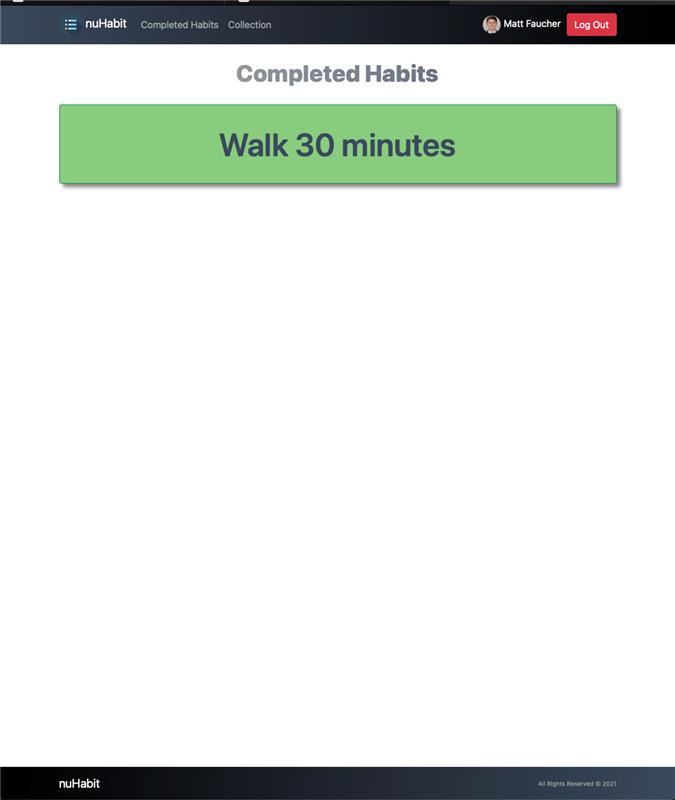 nuHabit Completed Habits Collection Matt Faucher Log Out
Completed Habits
Walk 30 minutes
nuHabit All Rights Reserved © 2021